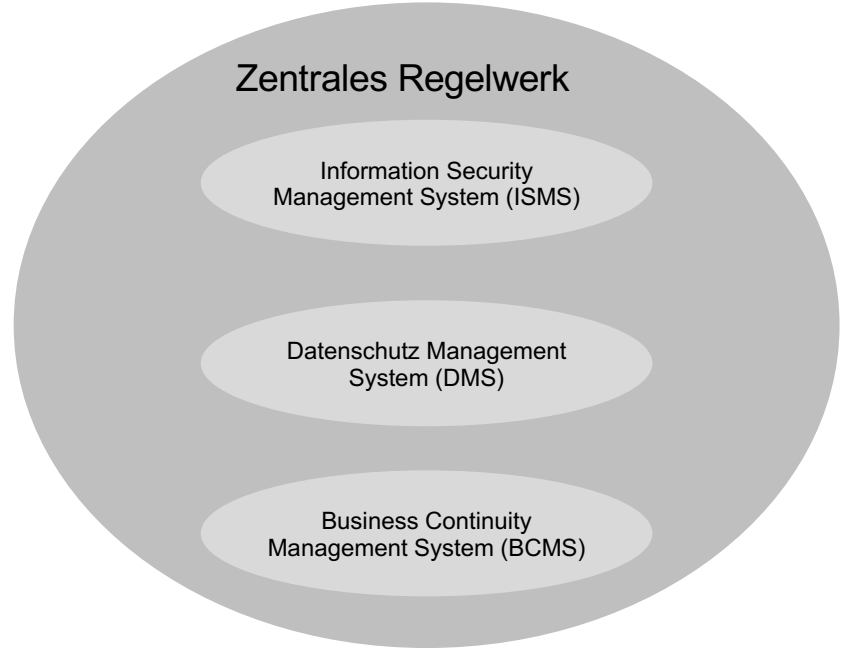 Zentrales Regelwerk
Information Security
Management System (ISMS)
Datenschutz Management
System (DMS)
Business Continuity
Management System (BCMS)